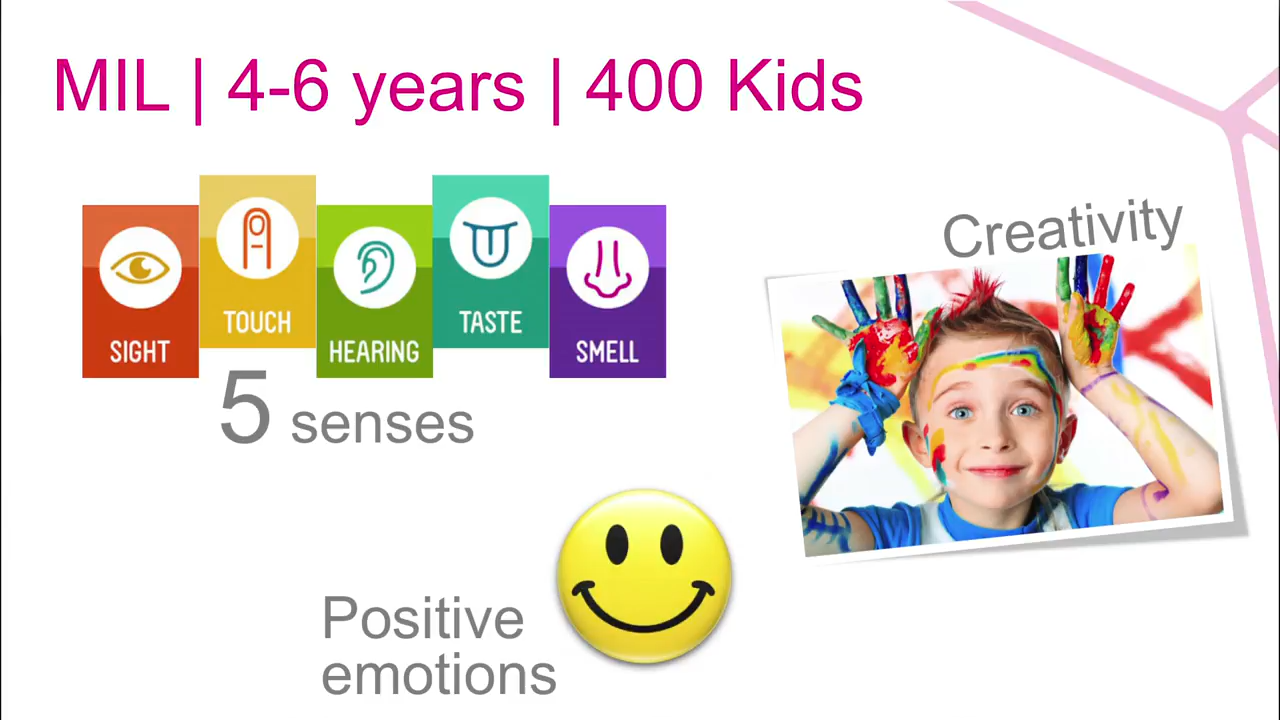 MIL | 4-6 years | 400 Kids
SIGHT
TOUCH
HEARING
TASTE
SMELL
5 senses
Creativity
Positive
emotions